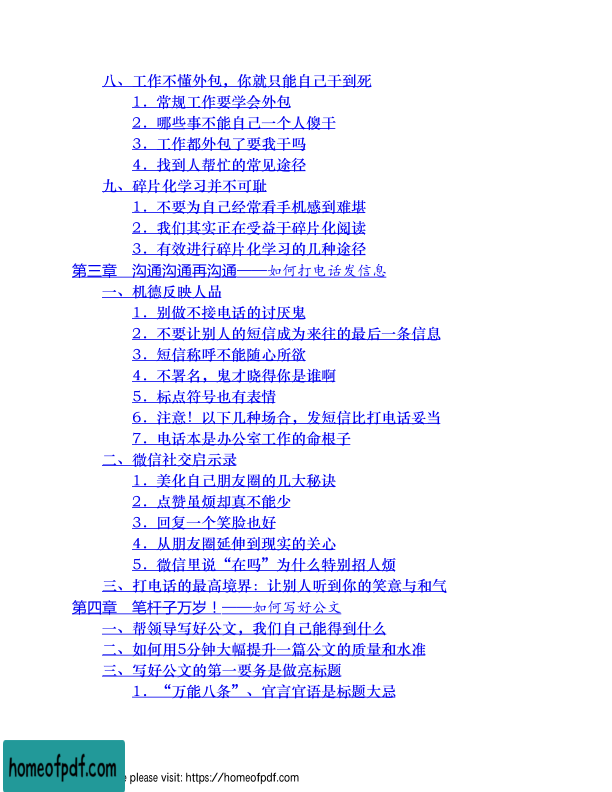 八、工作不懂外包，你就只能自己干到死
1．常规工作要学会外包
2．哪些事不能自己一个人傻干
3．工作都外包了要我干吗
4．找到人帮忙的常见途径
九、碎片化学习并不可耻
1．不要为自己经常看手机感到难堪
2．我们其实正在受益于碎片化阅读
3．有效进行碎片化学习的几种途径
第三章　沟通沟通再沟通——如何打电话发信息
一、机德反映人品
1．别做不接电话的讨厌鬼
2．不要让别人的短信成为来往的最后一条信息
3．短信称呼不能随心所欲
4．不署名，鬼才晓得你是谁啊
5．标点符号也有表情
6．注意！以下几种场合，发短信比打电话妥当
7．电话本是办公室工作的命根子
二、微信社交启示录
1．美化自己朋友圈的几大秘诀
2．点赞虽烦却真不能少
3．回复一个笑脸也好
4．从朋友圈延伸到现实的关心
5．微信里说“在吗”为什么特别招人烦
三、打电话的最高境界：让别人听到你的笑意与和气
第四章　笔杆子万岁！——如何写好公文
一、帮领导写好公文，我们自己能得到什么
二、如何用5分钟大幅提升一篇公文的质量和水准
三、写好公文的第一要务是做亮标题
1．“万能八条”、官言官语是标题大忌
homeofpdf.com
e please visit: https://homeofpdf.com